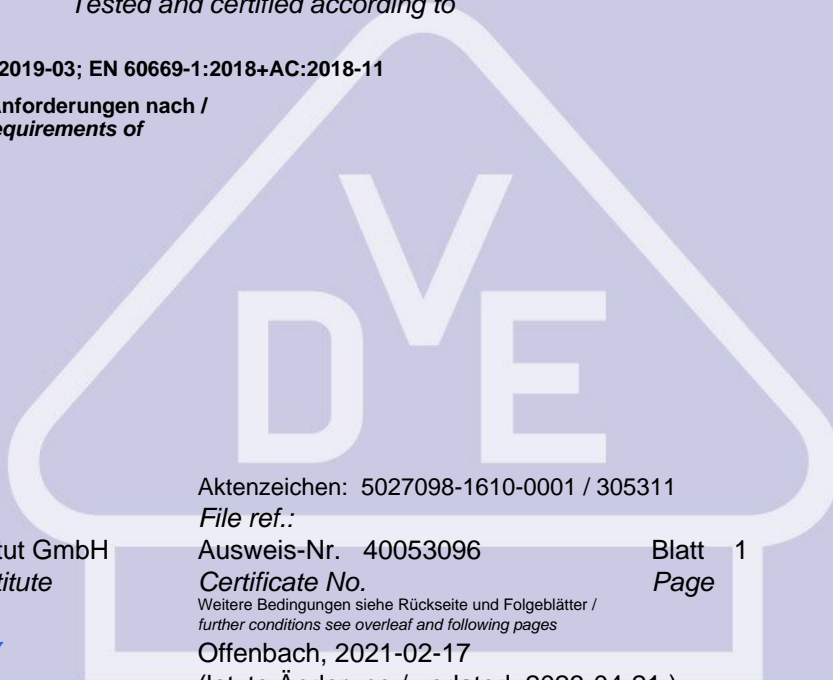 Tested and certified according to
2019-03; EN 60669-1:2018+AC:2018-11
nforderungen nach /
equirements of
V
D E
Aktenzeichen: 5027098-1610-0001 / 305311
File ref.:
tut GmbH Ausweis-Nr. 40053096 Blatt 1
titute Certificate No. Page
Weitere Bedingungen siehe Rückseite und Folgeblätter /
further conditions see overleaf and following pages
Offenbach, 2021-02-17